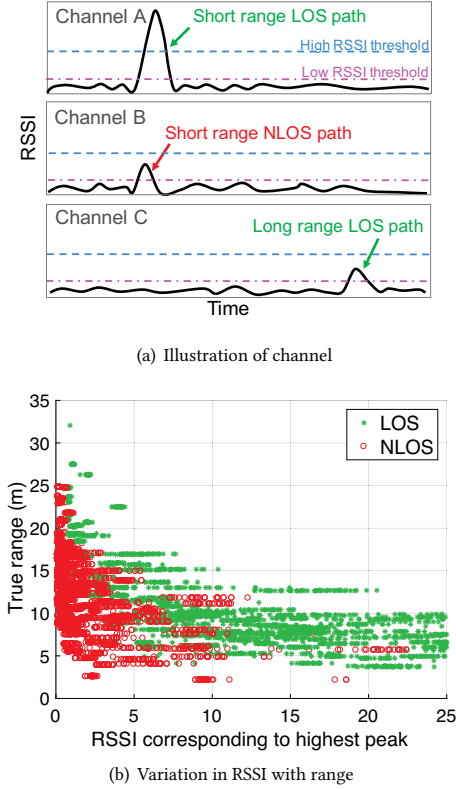 Channel A
Short range LOS path
High RSSI threshold
Low RSSI threshold
Channel B
Short range NLOS path
RSSI
Channel C
Long range LOS path
Time
(a) Illustration of channel
35
30
25
20
15
10
5
0
True range (m)
LOS
NLOS
0 5 10 15 20 25
RSSI corresponding to highest peak
(b) Variation in RSSI with range